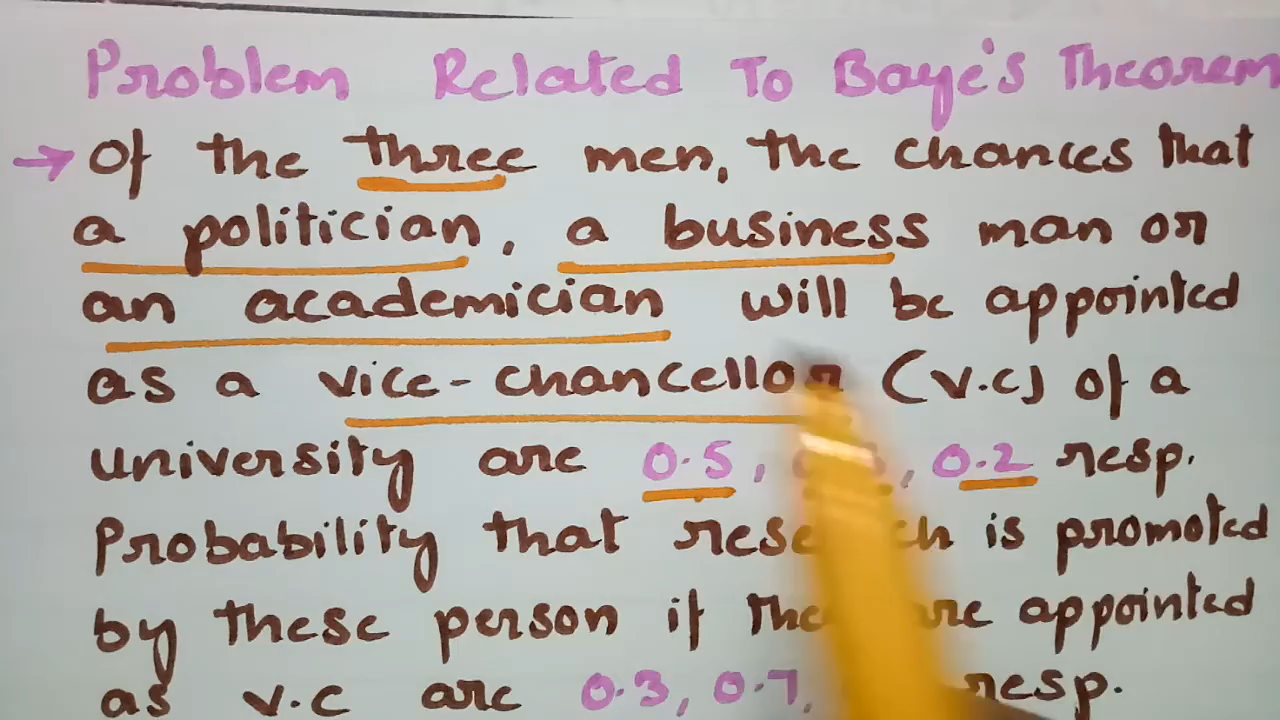 Problem Related To Baye's Theorem
→ Of the three men, the chances that
a politician, a business man or
an academician will be appointed
as a vice-chancellor (V.C) of a
university are 0.5, , 0.2 resp.
Probability that research is promoted
by these person if they are appointed
as V.C are 0.3, 0.7, resp.